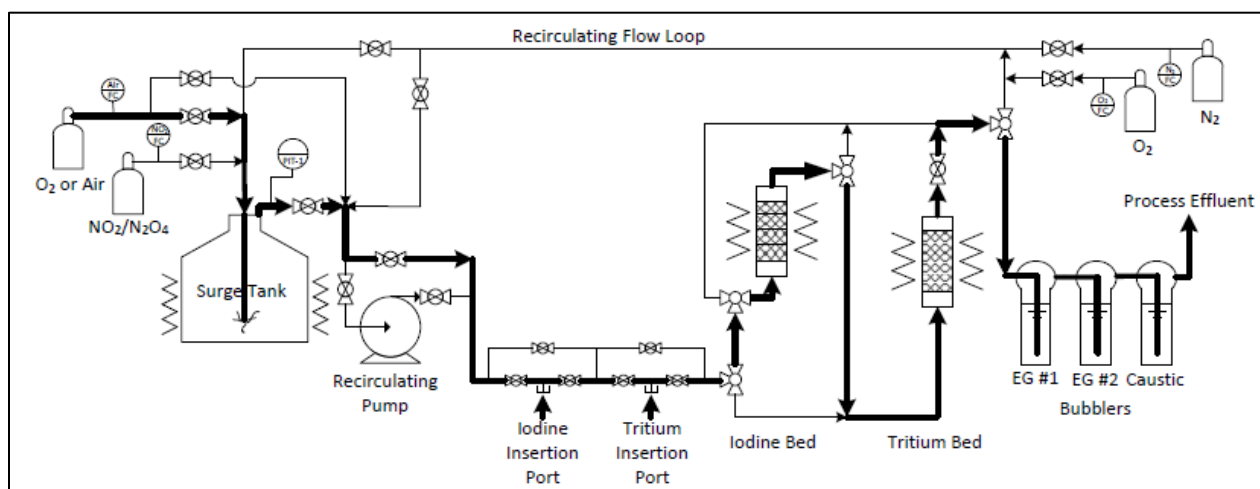 Recirculating Flow Loop
Air
FC
NO₂
FC
PIT-1
O₂ or Air
NO₂/N₂O₄
Surge Tank
Recirculating
Pump
Iodine
Insertion
Port
Tritium
Insertion
Port
Iodine Bed
Tritium Bed
N₂
FC
O₂
FC
N₂
O₂
Process Effluent
EG #1
EG #2
Caustic
Bubblers